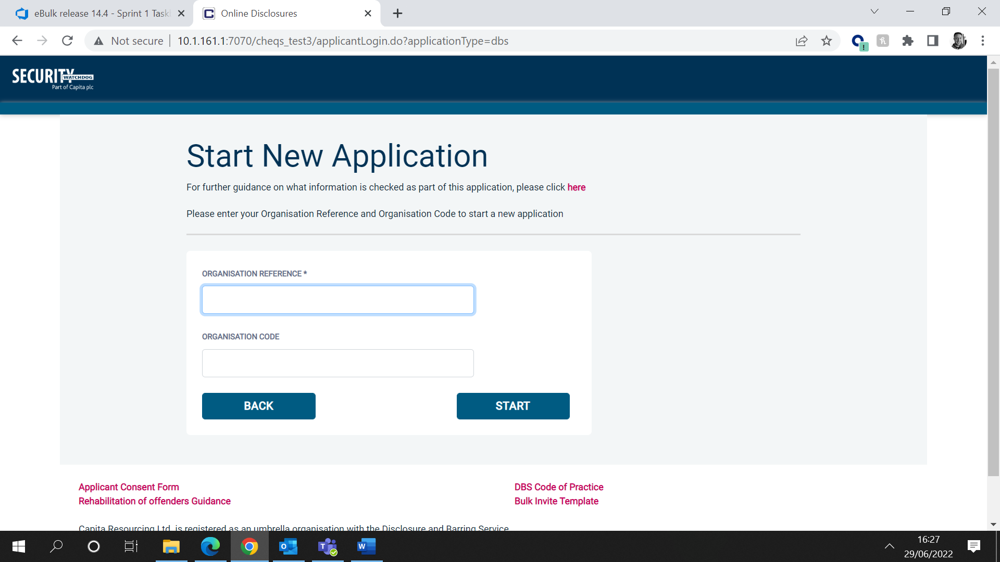 eBulk release 14.4 - Sprint 1 Task
Online Disclosures
Not secure
10.1.161.1:7070/cheqs_test3/applicantLogin.do?applicationType=dbs
SECURITY
WATCHDOG
Part of Capita plc
Start New Application
For further guidance on what information is checked as part of this application, please click here
Please enter your Organisation Reference and Organisation Code to start a new application
ORGANISATION REFERENCE *
ORGANISATION CODE
BACK
START
Applicant Consent Form
DBS Code of Practice
Rehabilitation of offenders Guidance
Bulk Invite Template
Capita Resourcing Ltd. is registered as an umbrella organisation with the Disclosure and Barring Service
16:27
29/06/2022